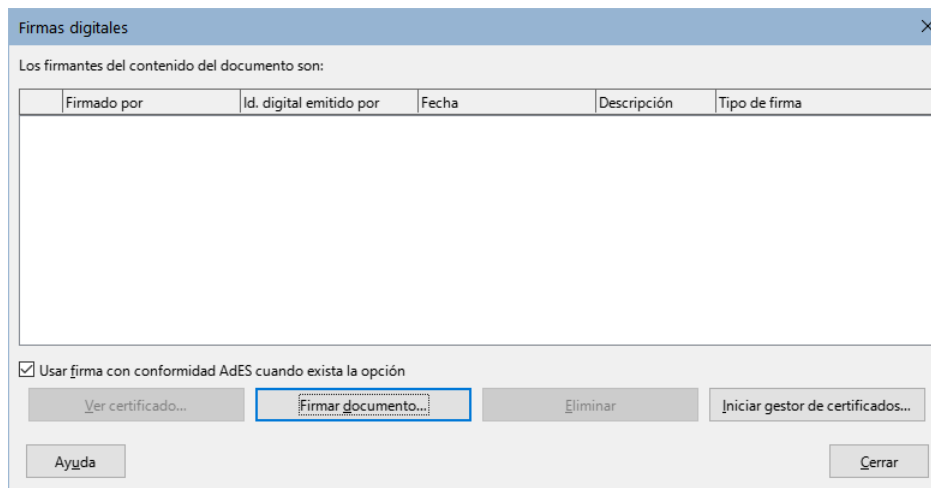 Firmas digitales
Los firmantes del contenido del documento son:
Firmado por Id. digital emitido por Fecha Descripción Tipo de firma
Usar firma con conformidad AdES cuando exista la opción
Ver certificado... Firmar documento... Eliminar Iniciar gestor de certificados...
Ayuda Cerrar